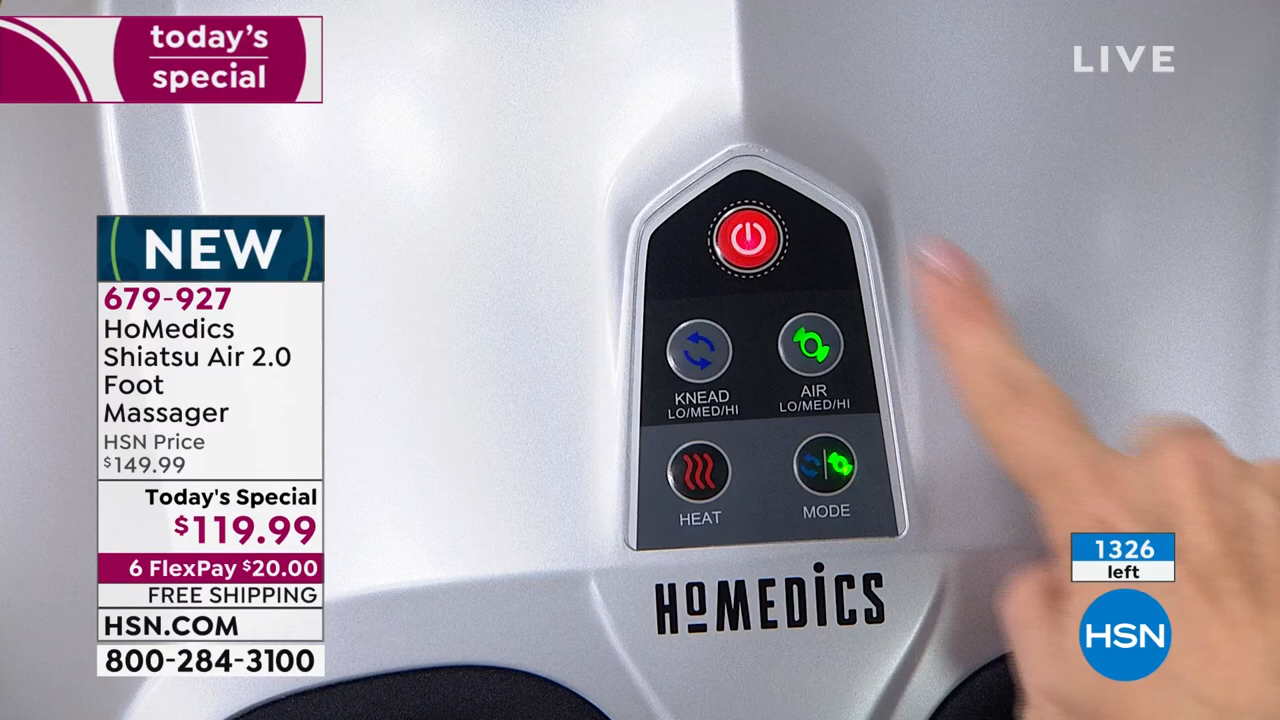 today's
special
LIVE
NEW
679-927
HoMedics
Shiatsu Air 2.0
Foot
Massager
HSN Price
$149.99
Today's Special
$119.99
6 FlexPay $20.00
FREE SHIPPING
HSN.COM
800-284-3100
KNEAD
LO/MED/HI
AIR
LO/MED/HI
HEAT
MODE
HOMEDiCS
1326
left
HSN